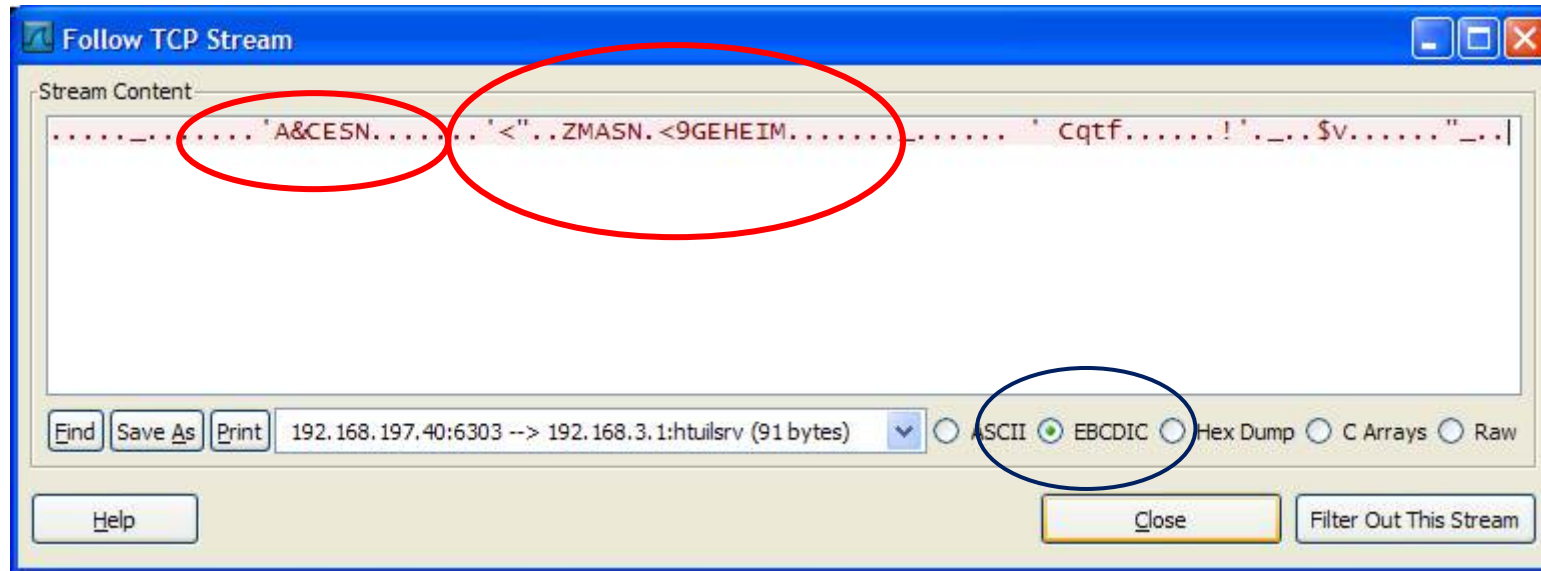 Follow TCP Stream
Stream Content
....._.......'A&CESN.......'<"..ZMASN.<9GEHEIM........_...... ' Cqtf......!'._..$v......"_..
Find Save As Print 192.168.197.40:6303 --> 192.168.3.1:htuilsrv (91 bytes) ASCII EBCDIC Hex Dump C Arrays Raw
Help Close Filter Out This Stream